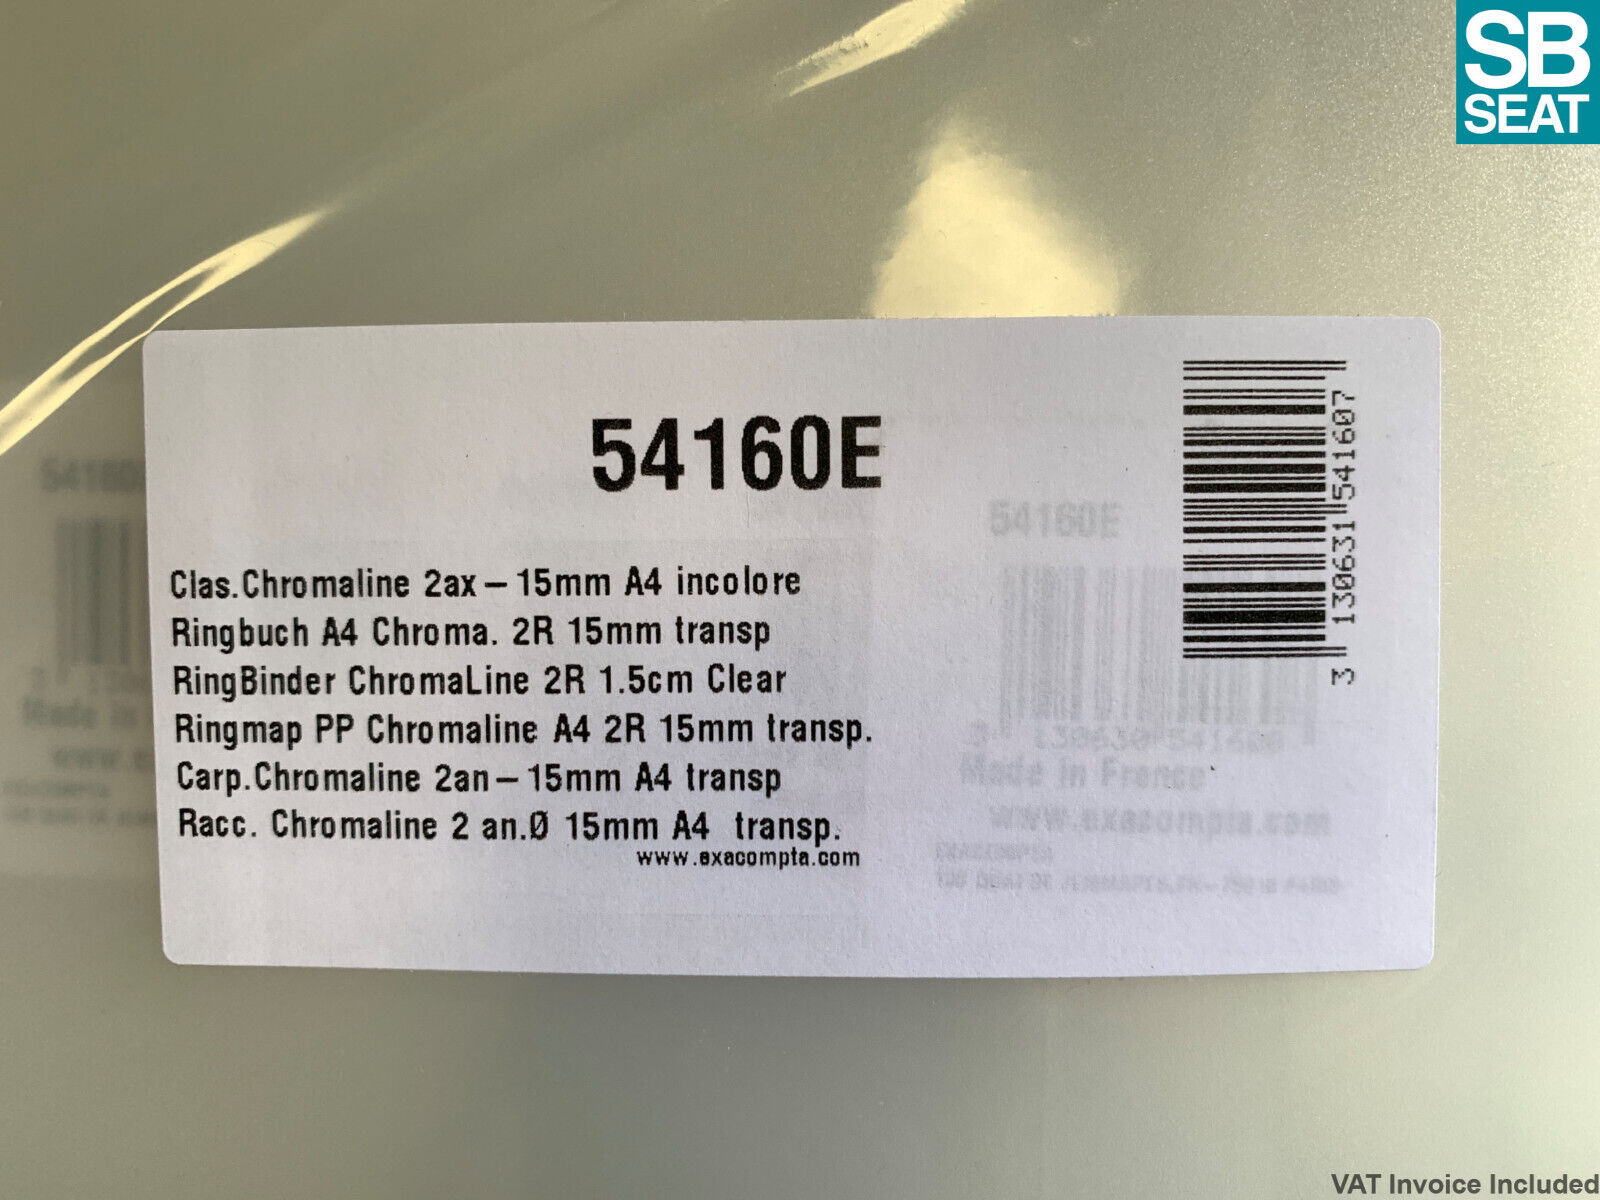 SB
SEAT
54160E
Clas.Chromaline 2ax – 15mm A4 incolore
Ringbuch A4 Chroma. 2R 15mm transp
RingBinder ChromaLine 2R 1.5cm Clear
Ringmap PP Chromaline A4 2R 15mm transp.
Carp.Chromaline 2an – 15mm A4 transp
Racc. Chromaline 2 an.Ø 15mm A4 transp.
www.exacompta.com
3 130631 541607
54160E
Made in France
www.exacompta.com
54160
Made in
VAT Invoice Included